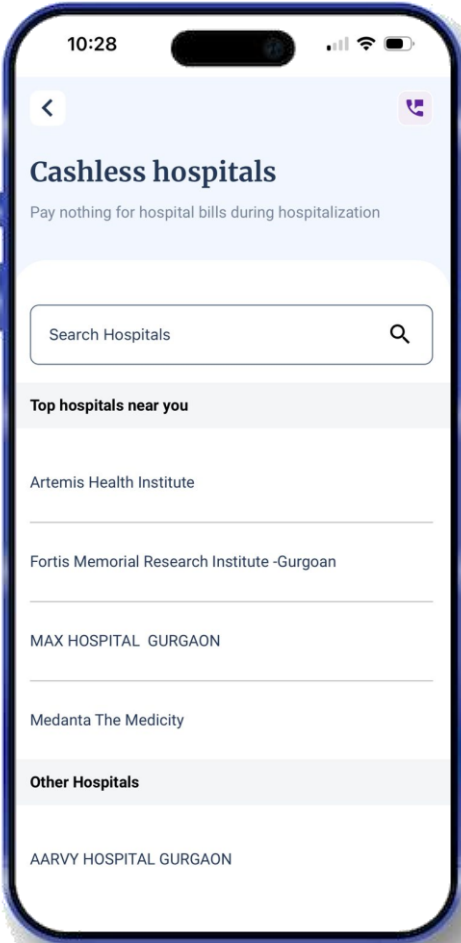 10:28
Cashless hospitals
Pay nothing for hospital bills during hospitalization
Search Hospitals
Top hospitals near you
Artemis Health Institute
Fortis Memorial Research Institute -Gurgoan
MAX HOSPITAL  GURGAON
Medanta The Medicity
Other Hospitals
AARVY HOSPITAL GURGAON